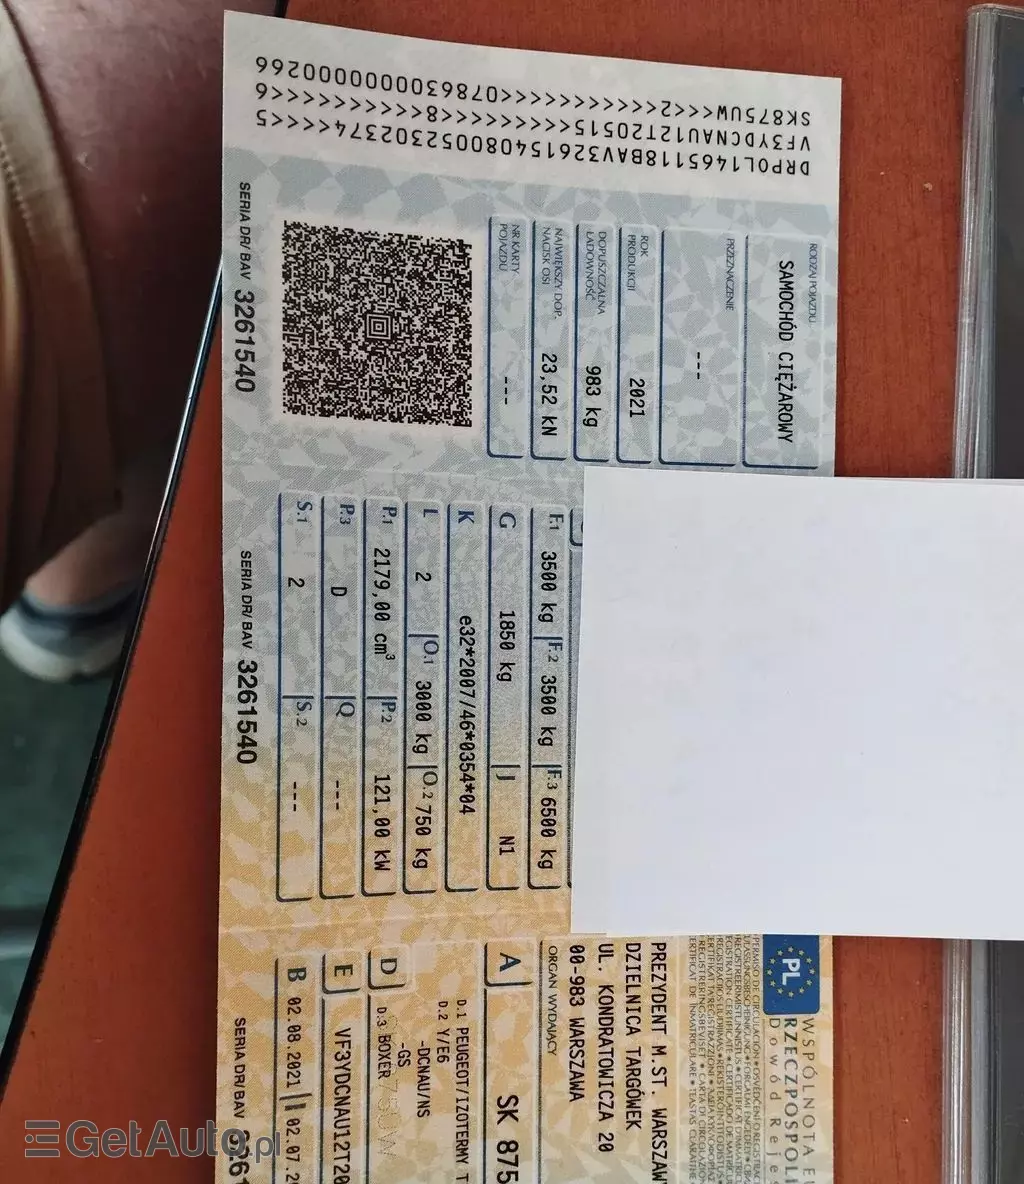 DRPOL1465118BAV326154080052302374<<<<5
VF3YDCNAU12T20515<<<<<<<<<8<<<<<<<<<<6
SK875UW<<<2<<<<<<<<<<<0786300000000266
RODZAJ POJAZDU
SAMOCHÓD CIĘŻAROWY
PRZEZNACZENIE
---
ROK PRODUKCJI
2021
DOPUSZCZALNA ŁADOWNOŚĆ
983 kg
NAJWIĘKSZY DOP. NACISK OSI
23,52 kN
NR KARTY POJAZDU
---
SERIA DR/ BAV 3261540
F.1 3500 kg F.2 3500 kg F.3 6500 kg
G 1850 kg J N1
K e32*2007/46*0354*04
L 2 O.1 3000 kg O.2 750 kg
P.1 2179,00 cm³ P.2 121,00 kW
P.3 D Q ---
S.1 2 S.2 ---
SERIA DR/ BAV 3261540
PL
WSPÓLNOTA EU
RZECZPOSPOLI
Dowód Rejes
PREZYDENT M.ST. WARSZAW
DZIELNICA TARGÓWEK
UL. KONDRATOWICZA 20
00-983 WARSZAWA
ORGAN WYDAJĄCY
A SK 875
D D.1 PEUGEOT/IZOTERMY T
D.2 Y/E6
-DCNAU/NS
-GS
D.3 BOXER
E VF3YDCNAU12T20
B 02.08.2021 I 02.07.2
SERIA DR/ BAV 3261
GetAuto.pl